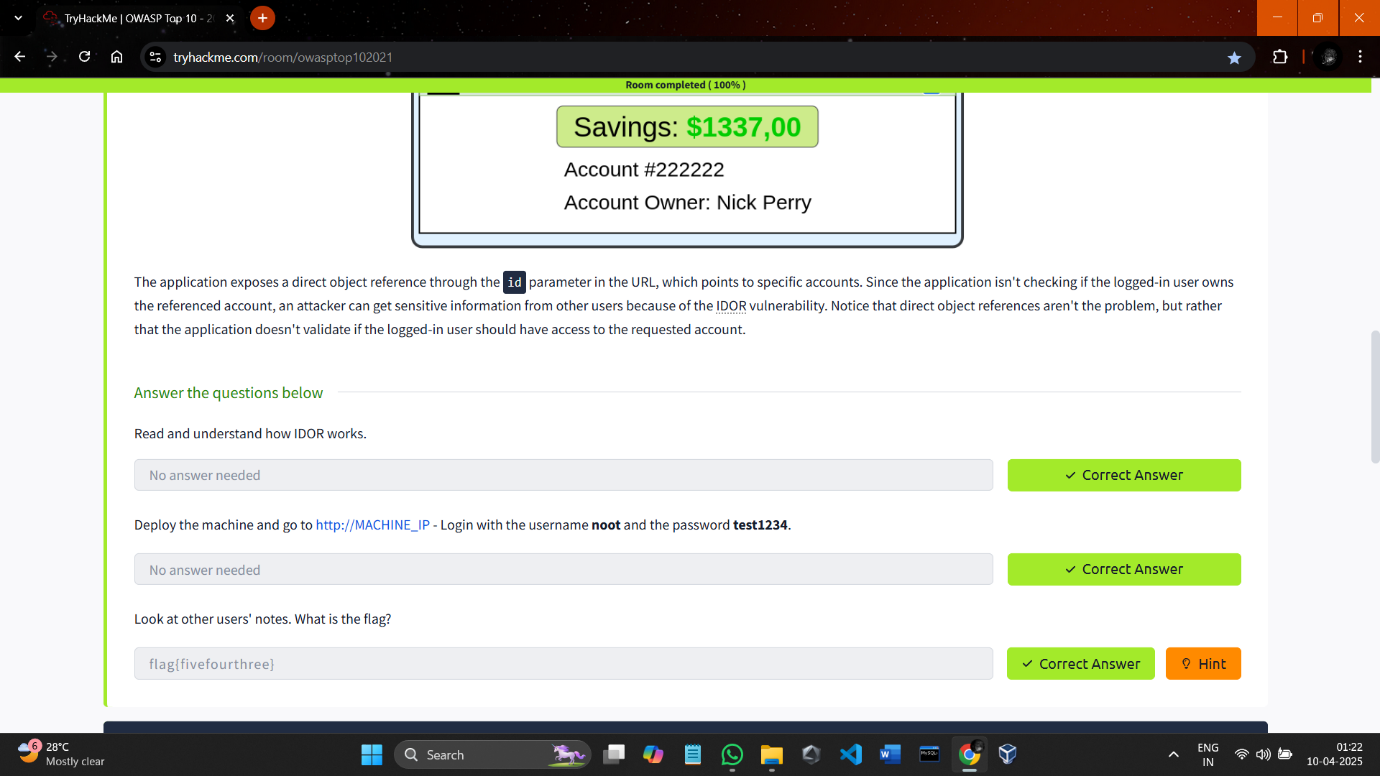 TryHackMe | OWASP Top 10 - 20
tryhackme.com/room/owasptop102021
Room completed ( 100% )
Savings: $1337,00
Account #222222
Account Owner: Nick Perry
The application exposes a direct object reference through the id parameter in the URL, which points to specific accounts. Since the application isn't checking if the logged-in user owns
the referenced account, an attacker can get sensitive information from other users because of the IDOR vulnerability. Notice that direct object references aren't the problem, but rather
that the application doesn't validate if the logged-in user should have access to the requested account.
Answer the questions below
Read and understand how IDOR works.
No answer needed
✓ Correct Answer
Deploy the machine and go to http://MACHINE_IP - Login with the username noot and the password test1234.
No answer needed
✓ Correct Answer
Look at other users' notes. What is the flag?
flag{fivefourthree}
✓ Correct Answer
Hint
6
28°C
Mostly clear
Search
ENG
IN
01:22
10-04-2025